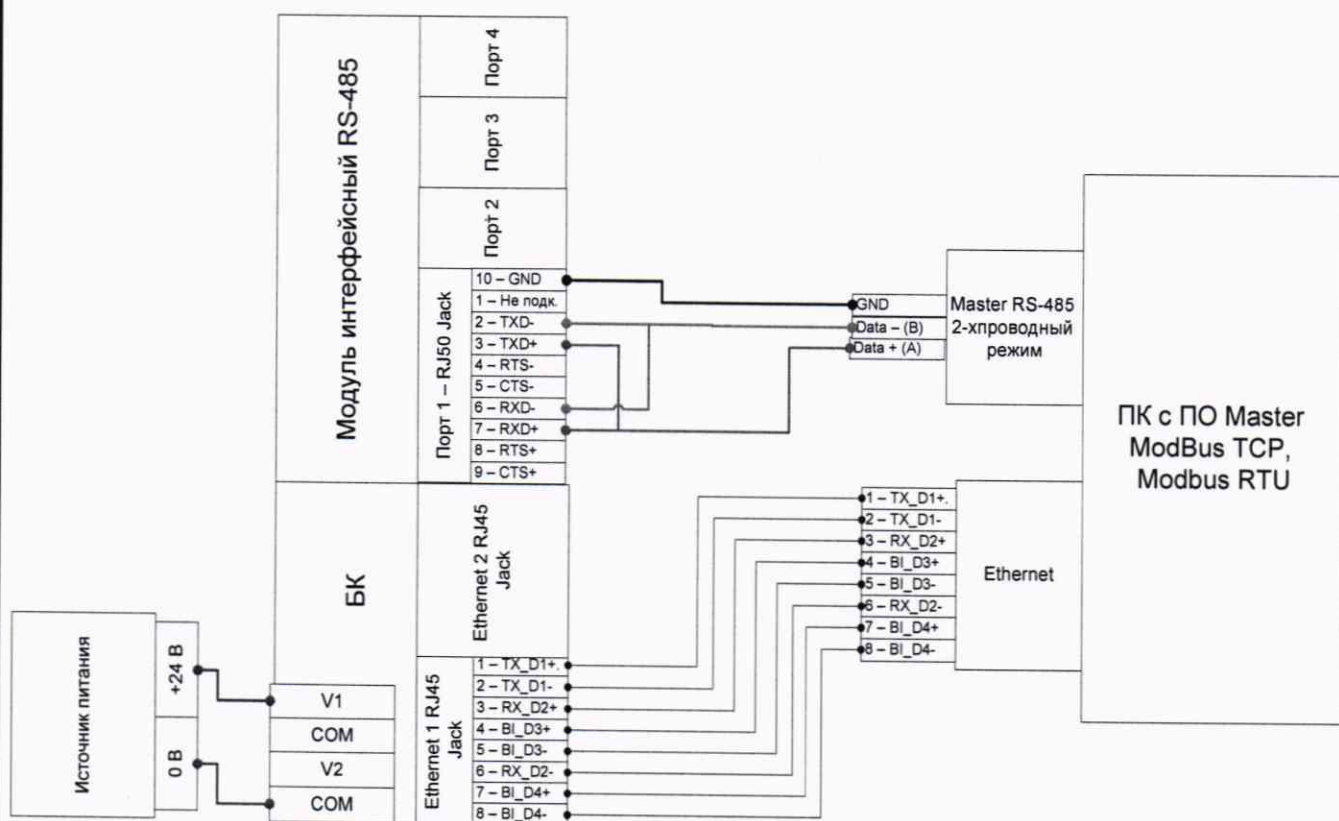 Модуль интерфейсный RS-485
Порт 4
Порт 3
Порт 2
Порт 1 – RJ50 Jack
10 – GND
1 – Не подк.
2 – TXD-
3 – TXD+
4 – RTS-
5 – CTS-
6 – RXD-
7 – RXD+
8 – RTS+
9 – CTS+
GND
Data – (B)
Data + (A)
Master RS-485
2-хпроводный
режим
ПК с ПО Master
ModBus TCP,
Modbus RTU
БК
Ethernet 2 RJ45
Jack
Ethernet 1 RJ45
Jack
1 – TX_D1+.
2 – TX_D1-
3 – RX_D2+
4 – BI_D3+
5 – BI_D3-
6 – RX_D2-
7 – BI_D4+
8 – BI_D4-
1 – TX_D1+.
2 – TX_D1-
3 – RX_D2+
4 – BI_D3+
5 – BI_D3-
6 – RX_D2-
7 – BI_D4+
8 – BI_D4-
Ethernet
Источник питания
+24 В
0 В
V1
COM
V2
COM